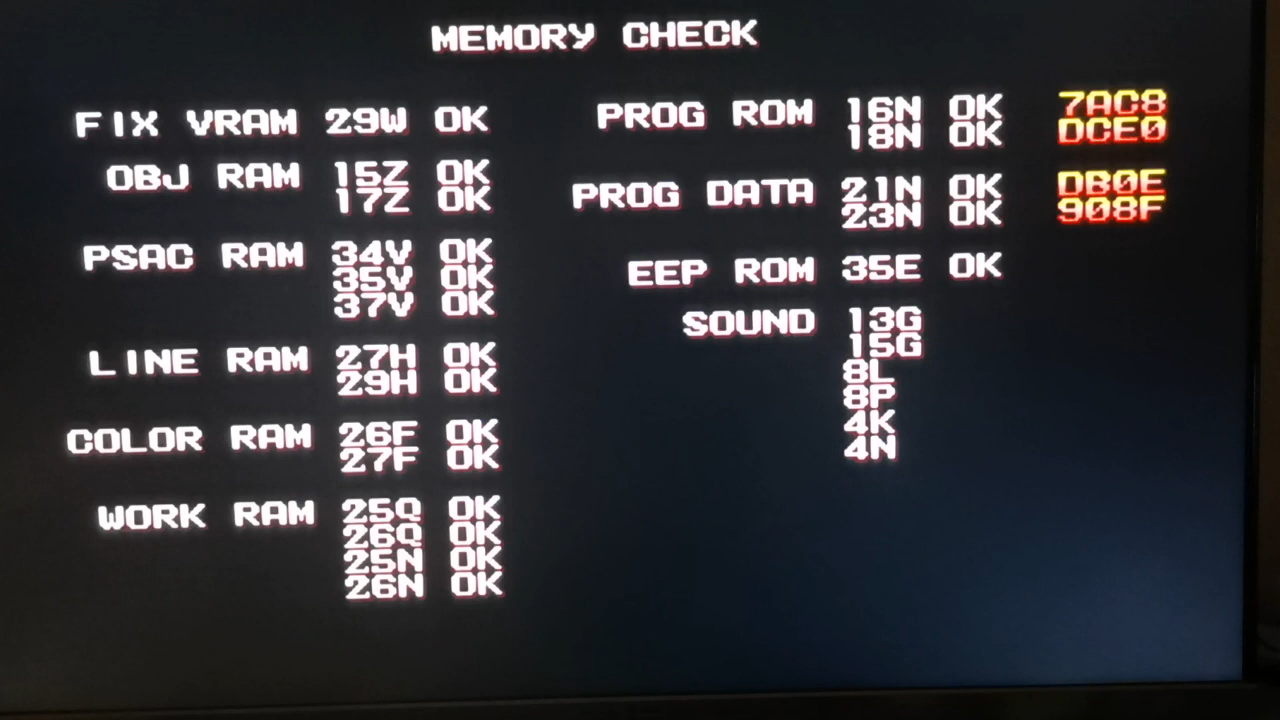 MEMORY CHECK
FIX VRAM 29W OK
OBJ RAM 15Z OK
17Z OK
PSAC RAM 34V OK
35V OK
37V OK
LINE RAM 27H OK
29H OK
COLOR RAM 26F OK
27F OK
WORK RAM 25Q OK
26Q OK
25N OK
26N OK
PROG ROM 16N OK 7AC8
18N OK DCE0
PROG DATA 21N OK DB0E
23N OK 908F
EEP ROM 35E OK
SOUND 13G
15G
8L
8P
4K
4N